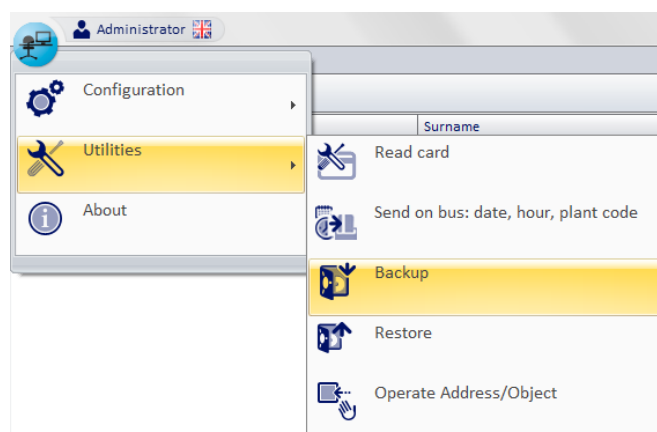 Administrator
Configuration
Surname
Utilities
Read card
About
Send on bus: date, hour, plant code
Backup
Restore
Operate Address/Object